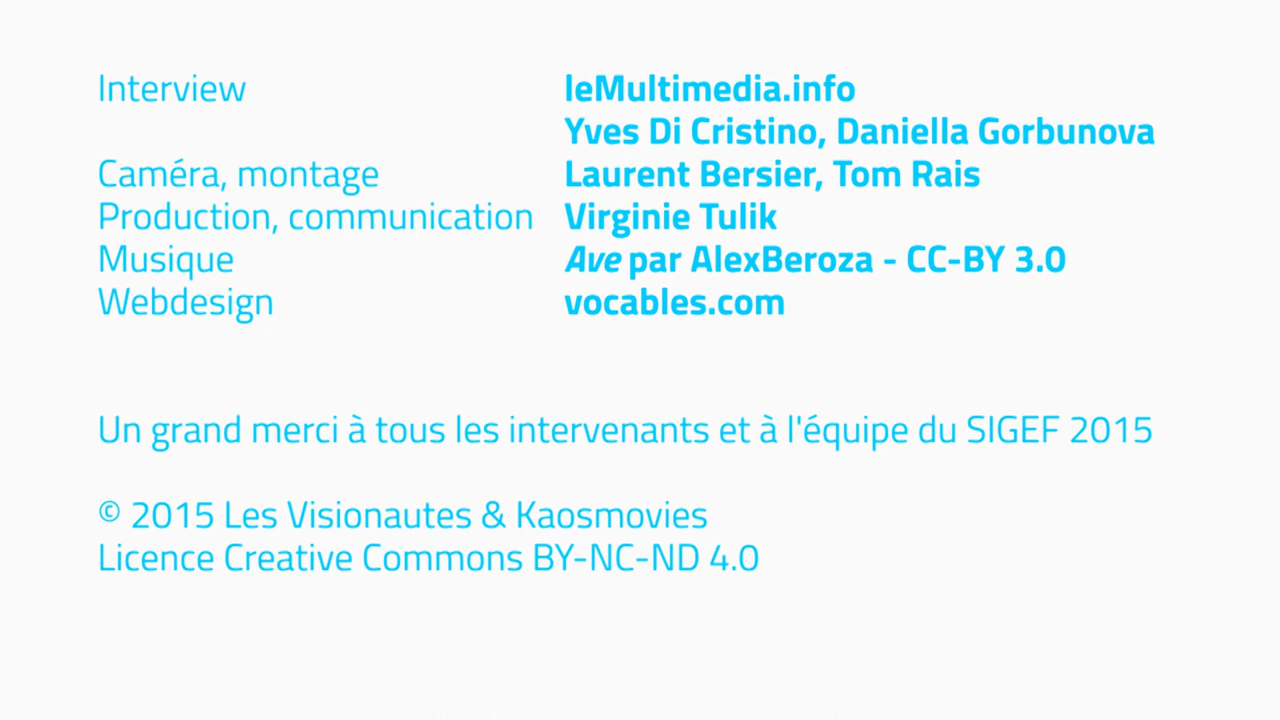 Interview leMultimedia.info
Yves Di Cristino, Daniella Gorbunova
Caméra, montage Laurent Bersier, Tom Rais
Production, communication Virginie Tulik
Musique Ave par AlexBeroza - CC-BY 3.0
Webdesign vocables.com
Un grand merci à tous les intervenants et à l'équipe du SIGEF 2015
© 2015 Les Visionautes & Kaosmovies
Licence Creative Commons BY-NC-ND 4.0